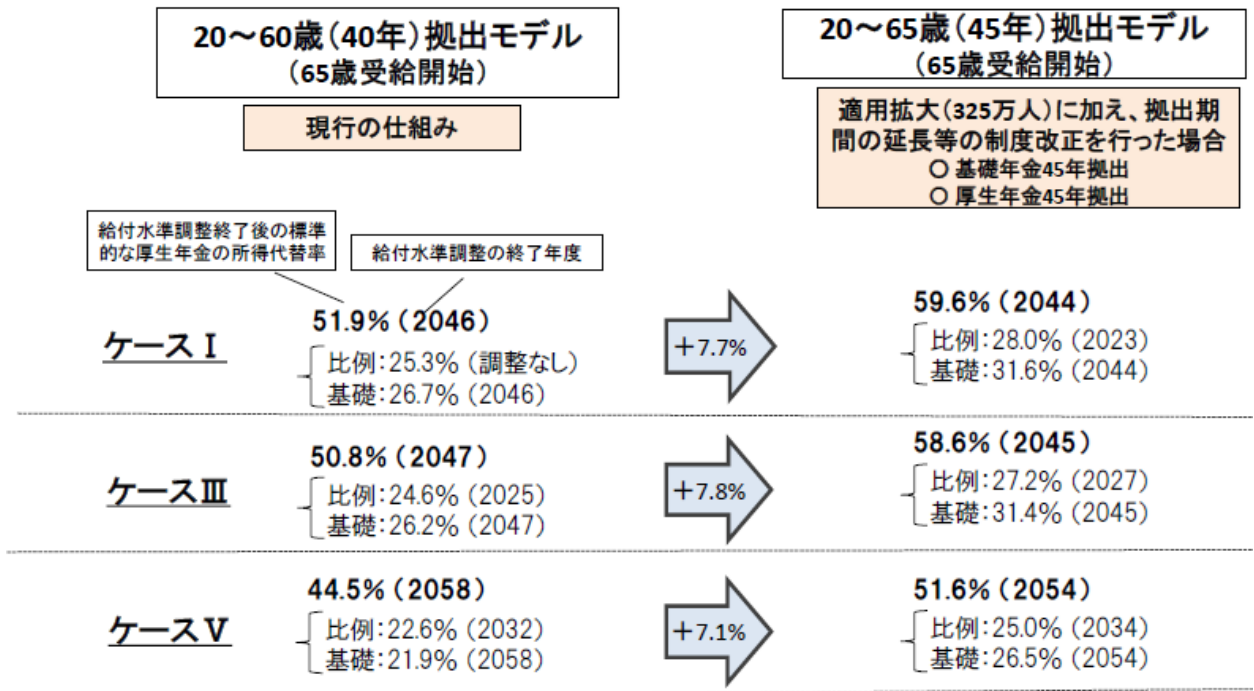 20～60歳（40年）拠出モデル
（65歳受給開始）
現行の仕組み
20～65歳（45年）拠出モデル
（65歳受給開始）
適用拡大（325万人）に加え、拠出期
間の延長等の制度改正を行った場合
○ 基礎年金45年拠出
○ 厚生年金45年拠出
給付水準調整終了後の標準
的な厚生年金の所得代替率
給付水準調整の終了年度
ケースⅠ
51.9％（2046）
比例：25.3％（調整なし）
基礎：26.7％（2046）
＋7.7％
59.6％（2044）
比例：28.0％（2023）
基礎：31.6％（2044）
ケースⅢ
50.8％（2047）
比例：24.6％（2025）
基礎：26.2％（2047）
＋7.8％
58.6％（2045）
比例：27.2％（2027）
基礎：31.4％（2045）
ケースⅤ
44.5％（2058）
比例：22.6％（2032）
基礎：21.9％（2058）
＋7.1％
51.6％（2054）
比例：25.0％（2034）
基礎：26.5％（2054）